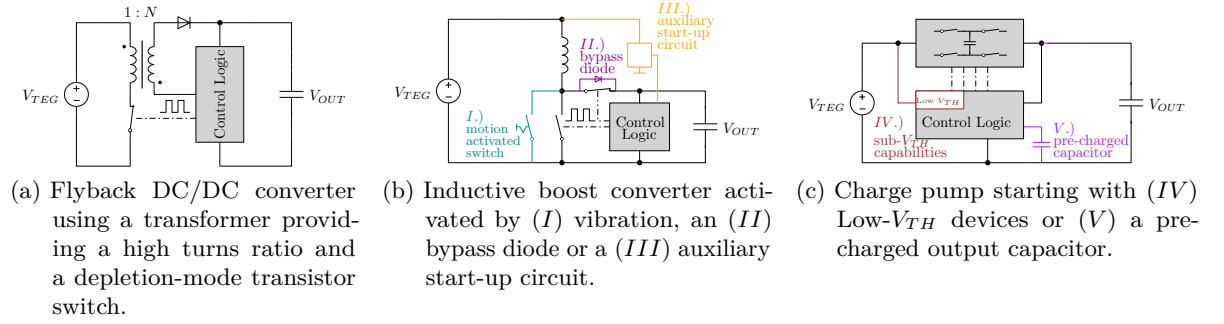 1 : N
V_TEG
Control Logic
V_OUT
(a) Flyback DC/DC converter
using a transformer provid-
ing a high turns ratio and
a depletion-mode transistor
switch.
III.)
auxiliary
start-up
circuit
II.)
bypass
diode
V_TEG
I.)
motion
activated
switch
Control
Logic
V_OUT
(b) Inductive boost converter acti-
vated by (I) vibration, an (II)
bypass diode or a (III) auxiliary
start-up circuit.
V_TEG
Low V_TH
Control Logic
V_OUT
IV.)
sub-V_TH
capabilities
V.)
pre-charged
capacitor
(c) Charge pump starting with (IV)
Low-V_TH devices or (V) a pre-
charged output capacitor.